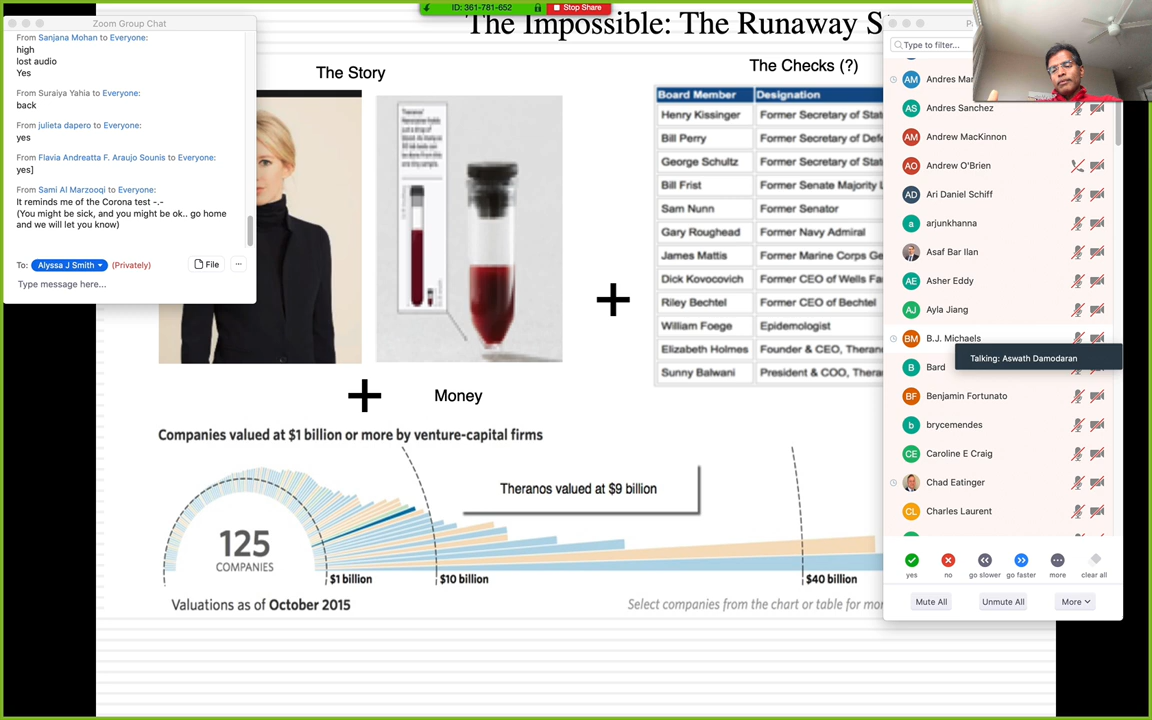 Zoom Group Chat
From Sanjana Mohan to Everyone:
high
lost audio
Yes
From Suraiya Yahia to Everyone:
back
From julieta dapero to Everyone:
yes
From Flavia Andreatta F. Araujo Sounis to Everyone:
yes]
From Sami Al Marzooqi to Everyone:
It reminds me of the Corona test -.-
(You might be sick, and you might be ok.. go home
and we will let you know)
To: Alyssa J Smith (Privately)
File
Type message here...
ID: 361-781-652
Stop Share
The Impossible: The Runaway S
The Story
The Checks (?)
Board Member Designation
Henry Kissinger Former Secretary of Stat
Bill Perry Former Secretary of Defe
George Schultz Former Secretary of Stat
Bill Frist Former Senate Majority L
Sam Nunn Former Senator
Gary Roughead Former Navy Admiral
James Mattis Former Marine Corps Ge
Dick Kovocovich Former CEO of Wells Fa
Riley Bechtel Former CEO of Bechtel
William Foege Epidemologist
Elizabeth Holmes Founder & CEO, Theran
Sunny Balwani President & COO, Thera
+
+
Money
Companies valued at $1 billion or more by venture-capital firms
Theranos valued at $9 billion
125
COMPANIES
$1 billion
$10 billion
$40 billion
Valuations as of October 2015
Select companies from the chart or table for mor
Type to filter...
AM Andres Mar
AS Andres Sanchez
AM Andrew MacKinnon
AO Andrew O'Brien
AD Ari Daniel Schiff
a arjunkhanna
Asaf Bar Ilan
AE Asher Eddy
AJ Ayla Jiang
BM B.J. Michaels
Talking: Aswath Damodaran
B Bard
BF Benjamin Fortunato
b brycemendes
CE Caroline E Craig
Chad Eatinger
CL Charles Laurent
yes
no
go slower
go faster
more
clear all
Mute All
Unmute All
More